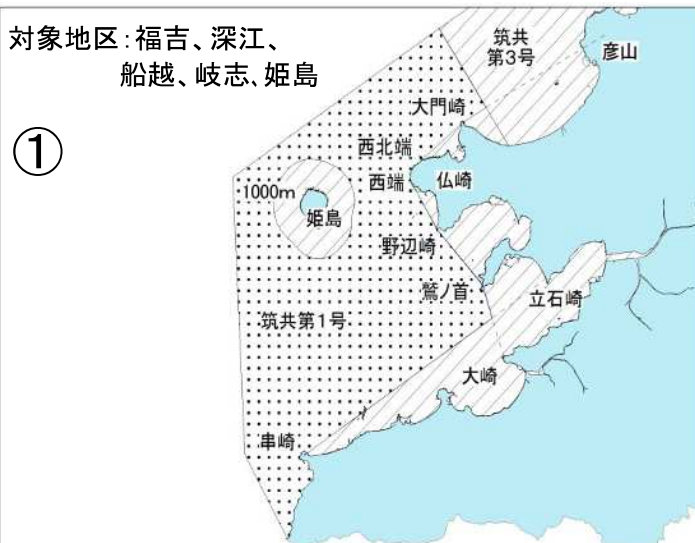 対象地区：福吉、深江、
船越、岐志、姫島
①
筑共
第3号
彦山
大門崎
西北端
西端
仏崎
1000m
姫島
野辺崎
鷲ノ首
立石崎
筑共第1号
大崎
串崎